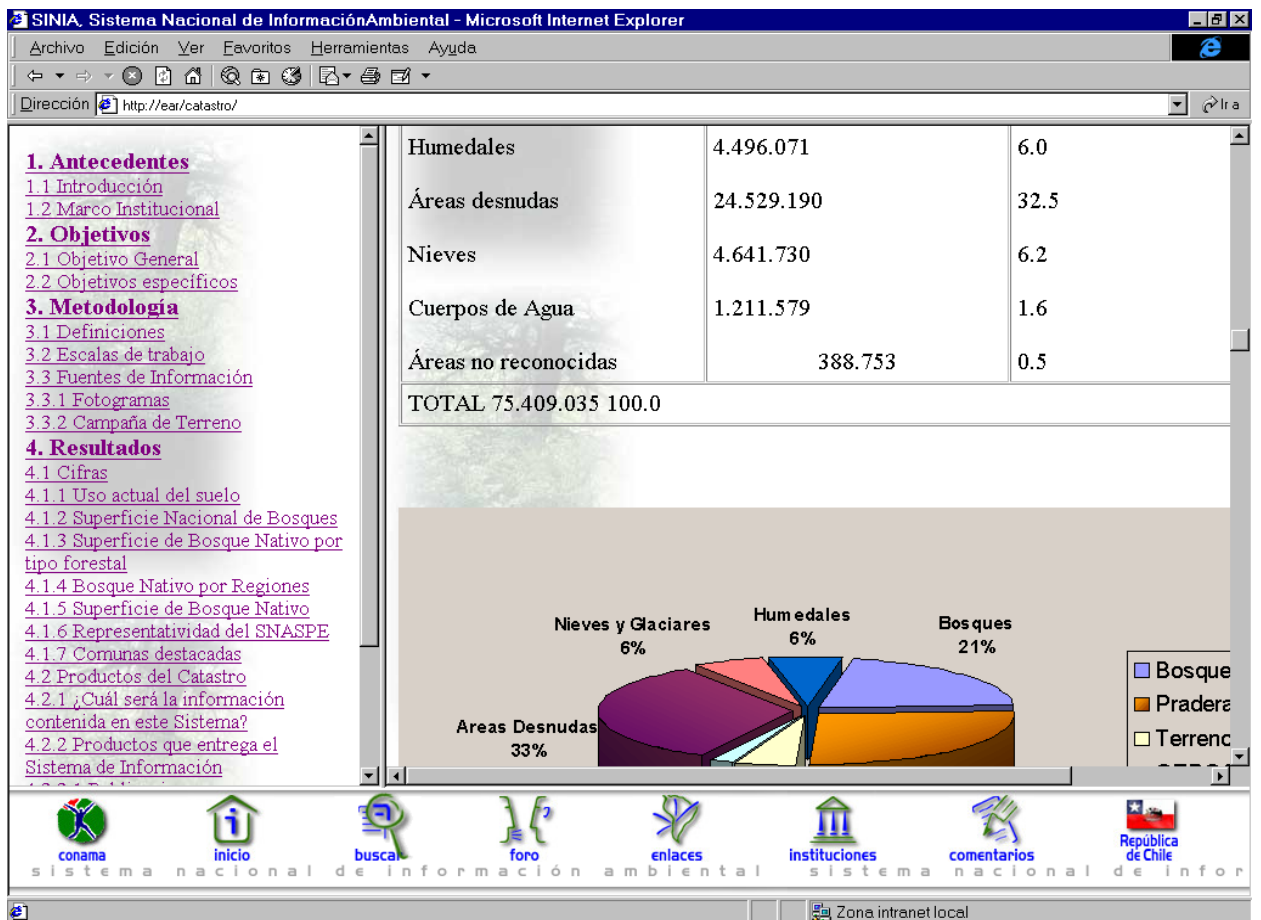 SINIA, Sistema Nacional de InformaciónAmbiental - Microsoft Internet Explorer
Archivo Edición Ver Favoritos Herramientas Ayuda
Dirección http://ear/catastro/ Ir a
1. Antecedentes
1.1 Introducción
1.2 Marco Institucional
2. Objetivos
2.1 Objetivo General
2.2 Objetivos específicos
3. Metodología
3.1 Definiciones
3.2 Escalas de trabajo
3.3 Fuentes de Información
3.3.1 Fotogramas
3.3.2 Campaña de Terreno
4. Resultados
4.1 Cifras
4.1.1 Uso actual del suelo
4.1.2 Superficie Nacional de Bosques
4.1.3 Superficie de Bosque Nativo por
tipo forestal
4.1.4 Bosque Nativo por Regiones
4.1.5 Superficie de Bosque Nativo
4.1.6 Representatividad del SNASPE
4.1.7 Comunas destacadas
4.2 Productos del Catastro
4.2.1 ¿Cuál será la información
contenida en este Sistema?
4.2.2 Productos que entrega el
Sistema de Información
Humedales 4.496.071 6.0
Áreas desnudas 24.529.190 32.5
Nieves 4.641.730 6.2
Cuerpos de Agua 1.211.579 1.6
Áreas no reconocidas 388.753 0.5
TOTAL 75.409.035 100.0
Nieves y Glaciares
6%
Humedales
6%
Bosques
21%
Areas Desnudas
33%
Bosque
Pradera
Terreno
conama
inicio
buscar
foro
enlaces
instituciones
comentarios
República
de Chile
sistema nacional de información ambiental sistema nacional de infor
Zona intranet local